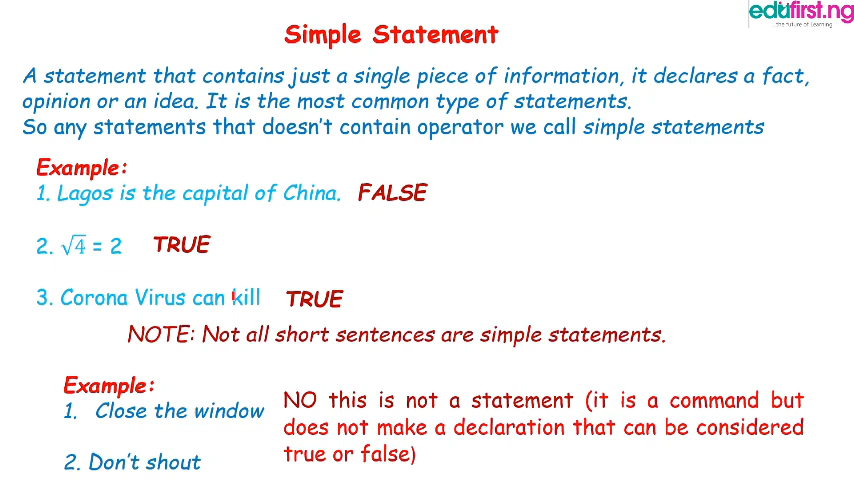 edufirst.ng
the future of learning
Simple Statement
A statement that contains just a single piece of information, it declares a fact,
opinion or an idea. It is the most common type of statements.
So any statements that doesn't contain operator we call simple statements
Example:
1. Lagos is the capital of China. FALSE
2. √4 = 2 TRUE
3. Corona Virus can kill TRUE
NOTE: Not all short sentences are simple statements.
Example:
1. Close the window
2. Don't shout
NO this is not a statement (it is a command but
does not make a declaration that can be considered
true or false)